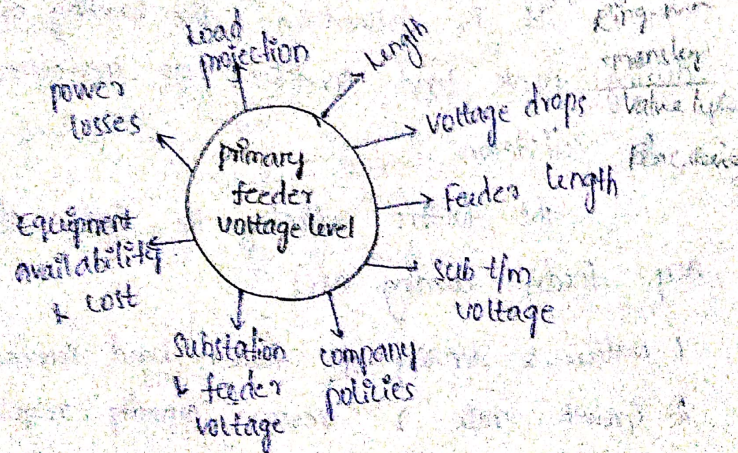 Load
projection
Length
power
losses
voltage drops
primary
feeder
voltage level
Feeder length
Equipment
availability
& cost
sub t/m
voltage
Substation
& feeder
voltage
company
policies